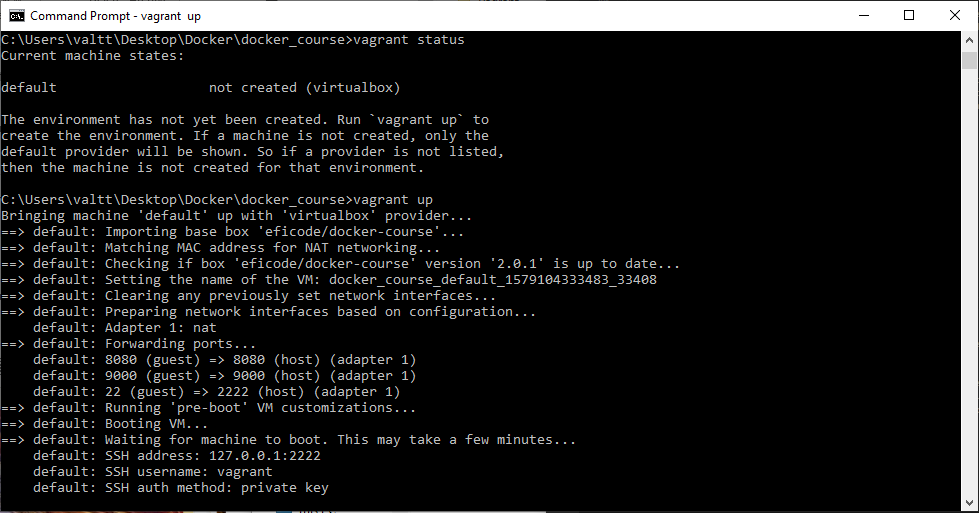 Command Prompt - vagrant  up
C:\Users\valtt\Desktop\Docker\docker_course>vagrant status
Current machine states:
default                   not created (virtualbox)
The environment has not yet been created. Run `vagrant up` to
create the environment. If a machine is not created, only the
default provider will be shown. So if a provider is not listed,
then the machine is not created for that environment.
C:\Users\valtt\Desktop\Docker\docker_course>vagrant up
Bringing machine 'default' up with 'virtualbox' provider...
==> default: Importing base box 'eficode/docker-course'...
==> default: Matching MAC address for NAT networking...
==> default: Checking if box 'eficode/docker-course' version '2.0.1' is up to date...
==> default: Setting the name of the VM: docker_course_default_1579104333483_33408
==> default: Clearing any previously set network interfaces...
==> default: Preparing network interfaces based on configuration...
    default: Adapter 1: nat
==> default: Forwarding ports...
    default: 8080 (guest) => 8080 (host) (adapter 1)
    default: 9000 (guest) => 9000 (host) (adapter 1)
    default: 22 (guest) => 2222 (host) (adapter 1)
==> default: Running 'pre-boot' VM customizations...
==> default: Booting VM...
==> default: Waiting for machine to boot. This may take a few minutes...
    default: SSH address: 127.0.0.1:2222
    default: SSH username: vagrant
    default: SSH auth method: private key